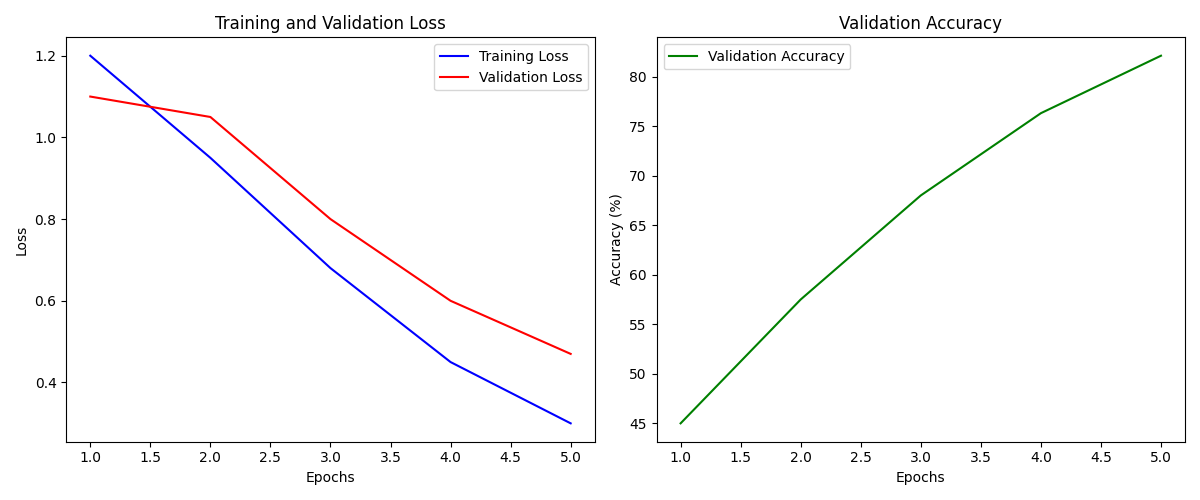 Training and Validation Loss
Training Loss
Validation Loss
1.2
1.0
0.8
0.6
0.4
Loss
1.0 1.5 2.0 2.5 3.0 3.5 4.0 4.5 5.0
Epochs
Validation Accuracy
Validation Accuracy
80
75
70
65
60
55
50
45
Accuracy (%)
1.0 1.5 2.0 2.5 3.0 3.5 4.0 4.5 5.0
Epochs